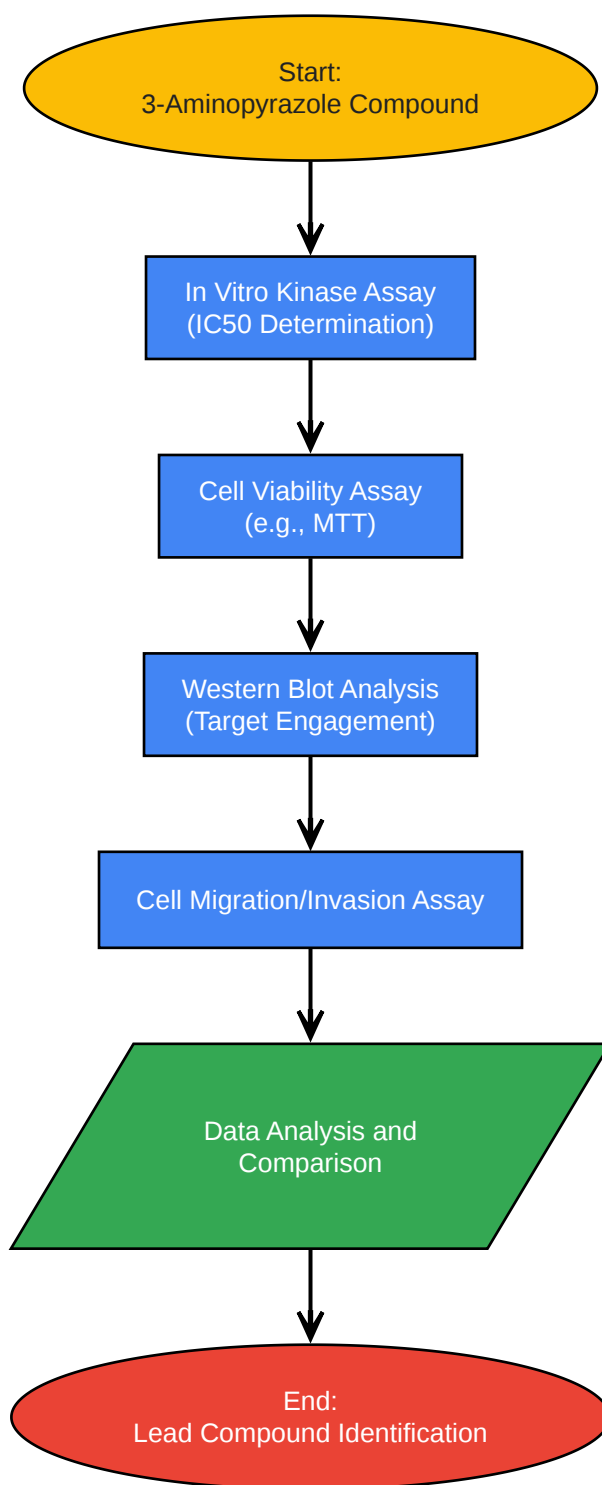 Start:
3-Aminopyrazole Compound
In Vitro Kinase Assay
(IC50 Determination)
Cell Viability Assay
(e.g., MTT)
Western Blot Analysis
(Target Engagement)
Cell Migration/Invasion Assay
Data Analysis and
Comparison
End:
Lead Compound Identification